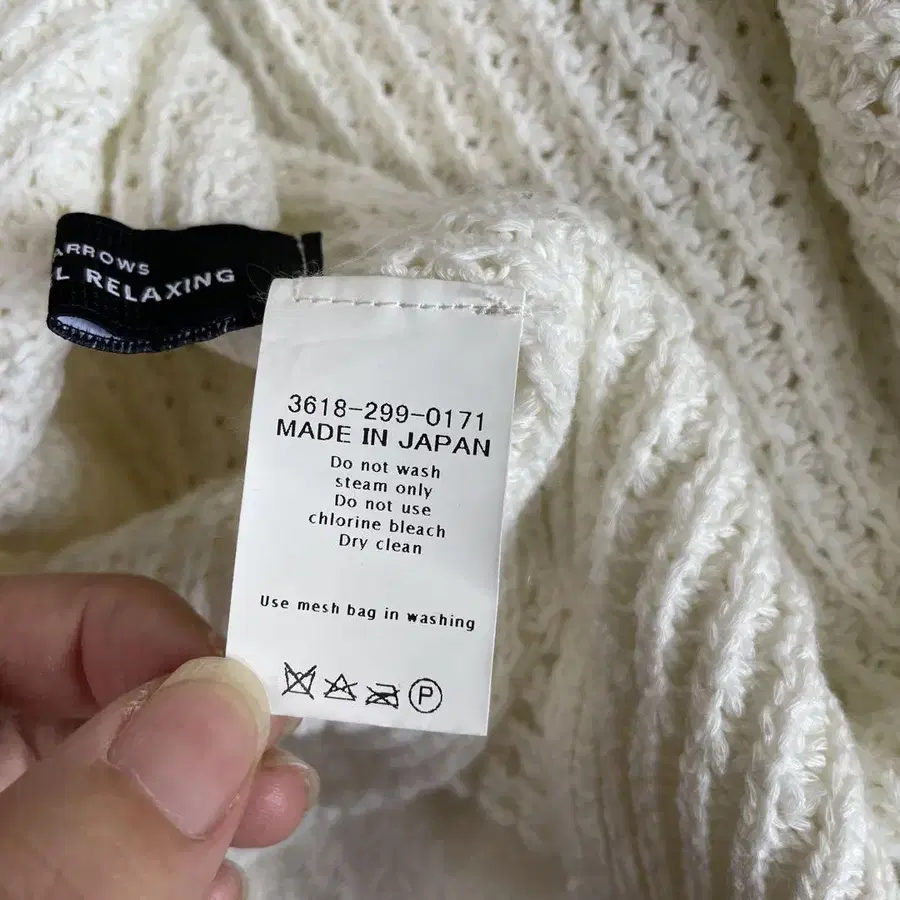 ARROWS
L RELAXING
3618-299-0171
MADE IN JAPAN
Do not wash
steam only
Do not use
chlorine bleach
Dry clean
Use mesh bag in washing
P